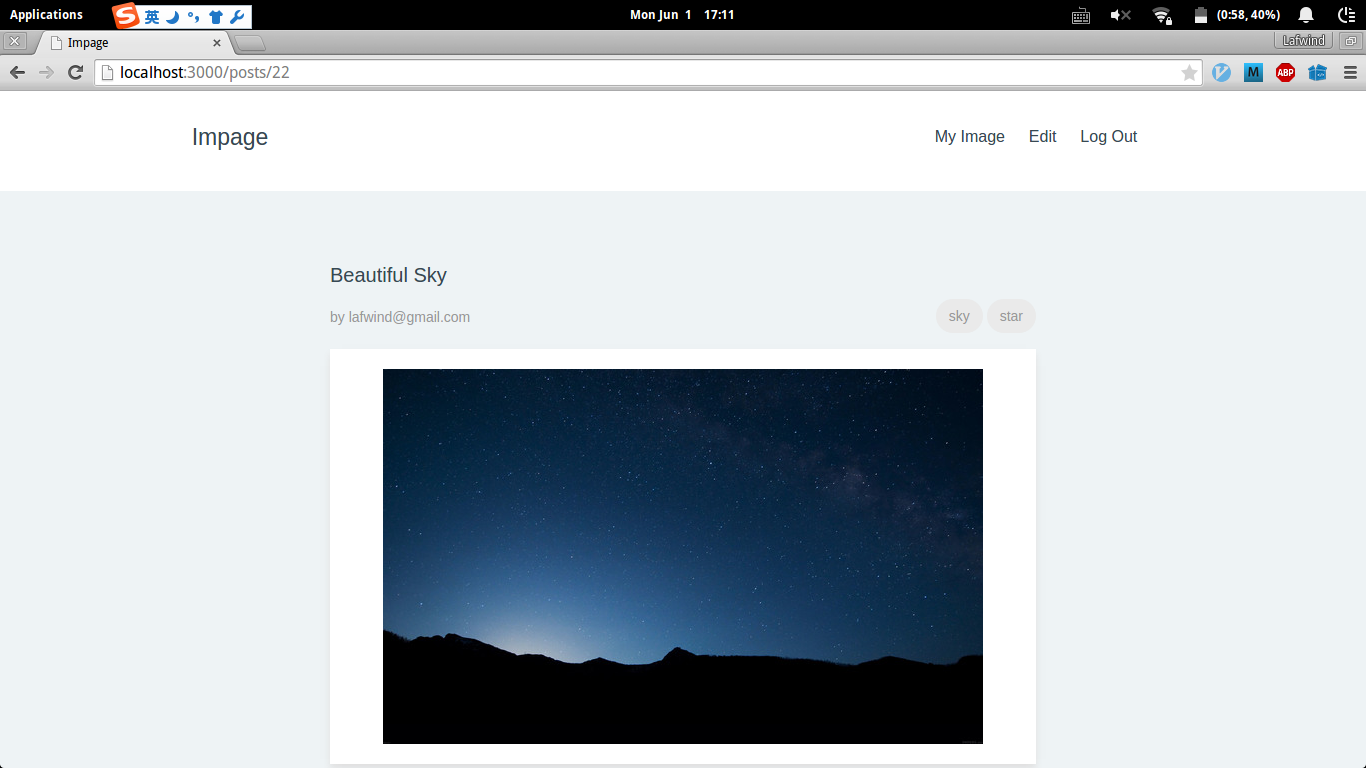 Applications
S 英
Mon Jun 1 17:11
(0:58, 40%)
Impage
Lafwind
localhost:3000/posts/22
M
ABP
Impage
My Image Edit Log Out
Beautiful Sky
by lafwind@gmail.com
sky star